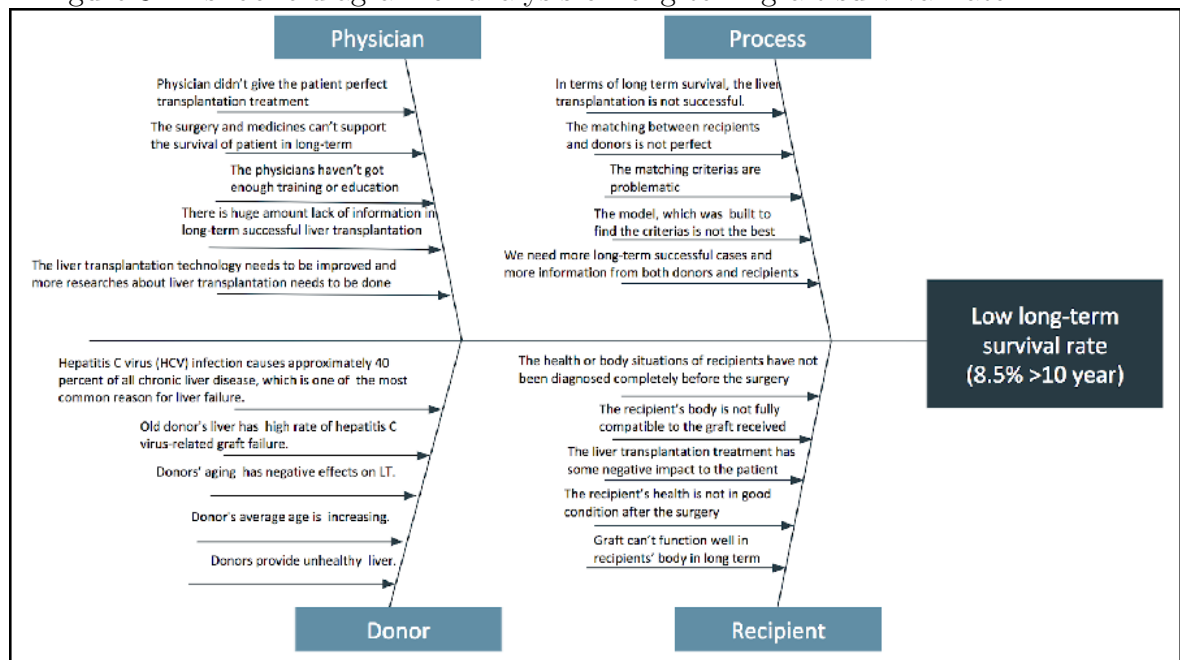 Physician
Physician didn't give the patient perfect
transplantation treatment
The surgery and medicines can't support
the survival of patient in long-term
The physicians haven't got
enough training or education
There is huge amount lack of information in
long-term successful liver transplantation
The liver transplantation technology needs to be improved and
more researches about liver transplantation needs to be done
Process
In terms of long term survival, the liver
transplantation is not successful.
The matching between recipients
and donors is not perfect
The matching criterias are
problematic
The model, which was built to
find the criterias is not the best
We need more long-term successful cases and
more information from both donors and recipients
Low long-term
survival rate
(8.5% >10 year)
Hepatitis C virus (HCV) infection causes approximately 40
percent of all chronic liver disease, which is one of the most
common reason for liver failure.
Old donor's liver has high rate of hepatitis C
virus-related graft failure.
Donors' aging has negative effects on LT.
Donor's average age is increasing.
Donors provide unhealthy liver.
Donor
The health or body situations of recipients have not
been diagnosed completely before the surgery
The recipient's body is not fully
compatible to the graft received
The liver transplantation treatment has
some negative impact to the patient
The recipient's health is not in good
condition after the surgery
Graft can't function well in
recipients' body in long term
Recipient